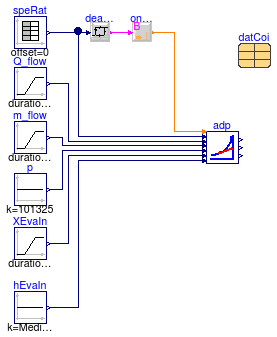 speRat
offset=0
dea...
on...
datCoi
Q_flow
duratio...
m_flow
duratio...
adp
p
k=101325
XEvaIn
duratio...
hEvaIn
k=Medi...